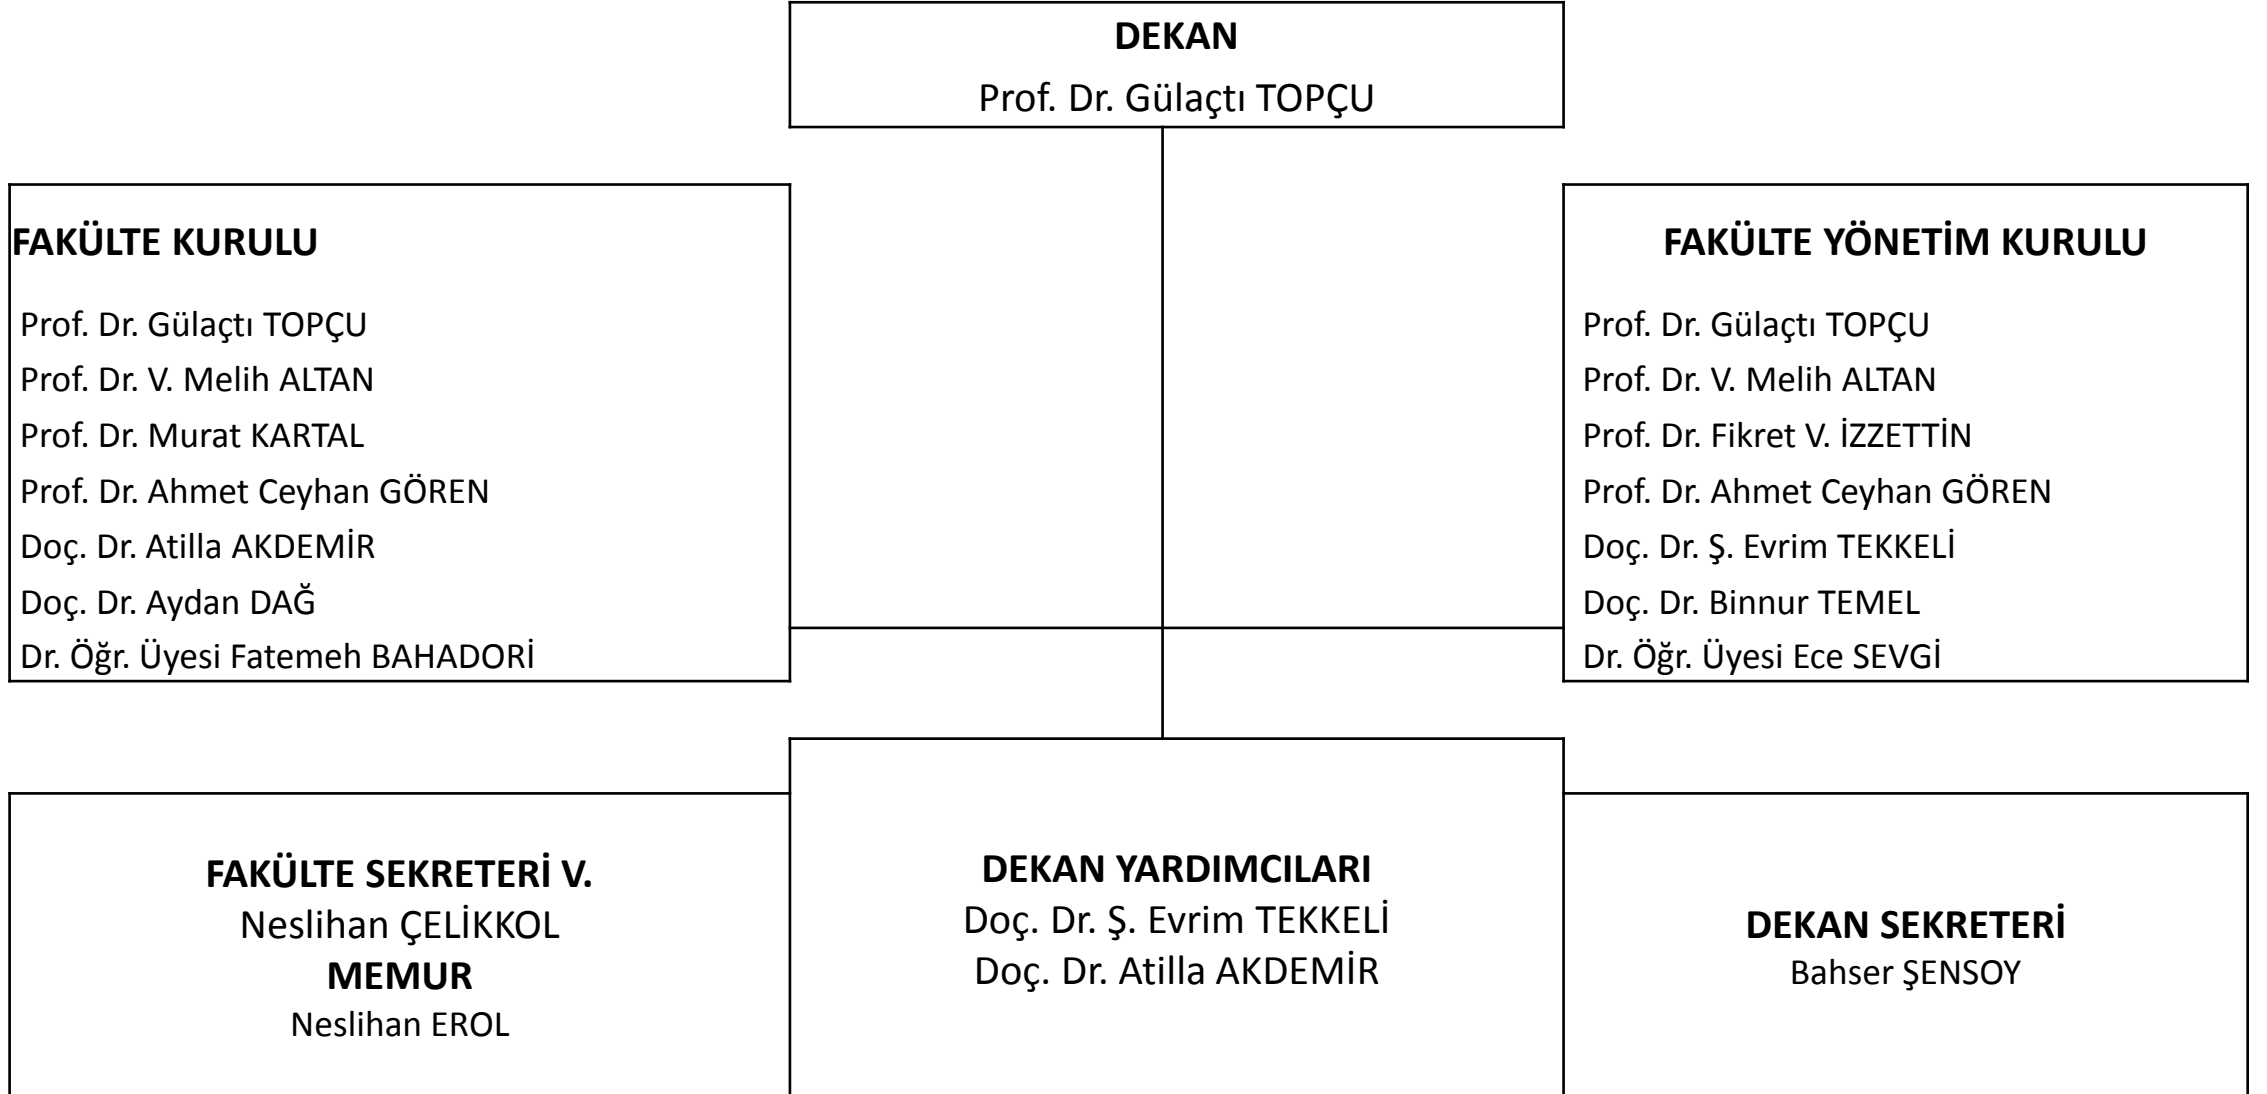 DEKAN
Prof. Dr. Gülaçtı TOPÇU
FAKÜLTE KURULU
Prof. Dr. Gülaçtı TOPÇU
Prof. Dr. V. Melih ALTAN
Prof. Dr. Murat KARTAL
Prof. Dr. Ahmet Ceyhan GÖREN
Doç. Dr. Atilla AKDEMİR
Doç. Dr. Aydan DAĞ
Dr. Öğr. Üyesi Fatemeh BAHADORİ
FAKÜLTE YÖNETİM KURULU
Prof. Dr. Gülaçtı TOPÇU
Prof. Dr. V. Melih ALTAN
Prof. Dr. Fikret V. İZZETTİN
Prof. Dr. Ahmet Ceyhan GÖREN
Doç. Dr. Ş. Evrim TEKKELİ
Doç. Dr. Binnur TEMEL
Dr. Öğr. Üyesi Ece SEVGİ
FAKÜLTE SEKRETERİ V.
Neslihan ÇELİKKOL
MEMUR
Neslihan EROL
DEKAN YARDIMCILARI
Doç. Dr. Ş. Evrim TEKKELİ
Doç. Dr. Atilla AKDEMİR
DEKAN SEKRETERİ
Bahser ŞENSOY